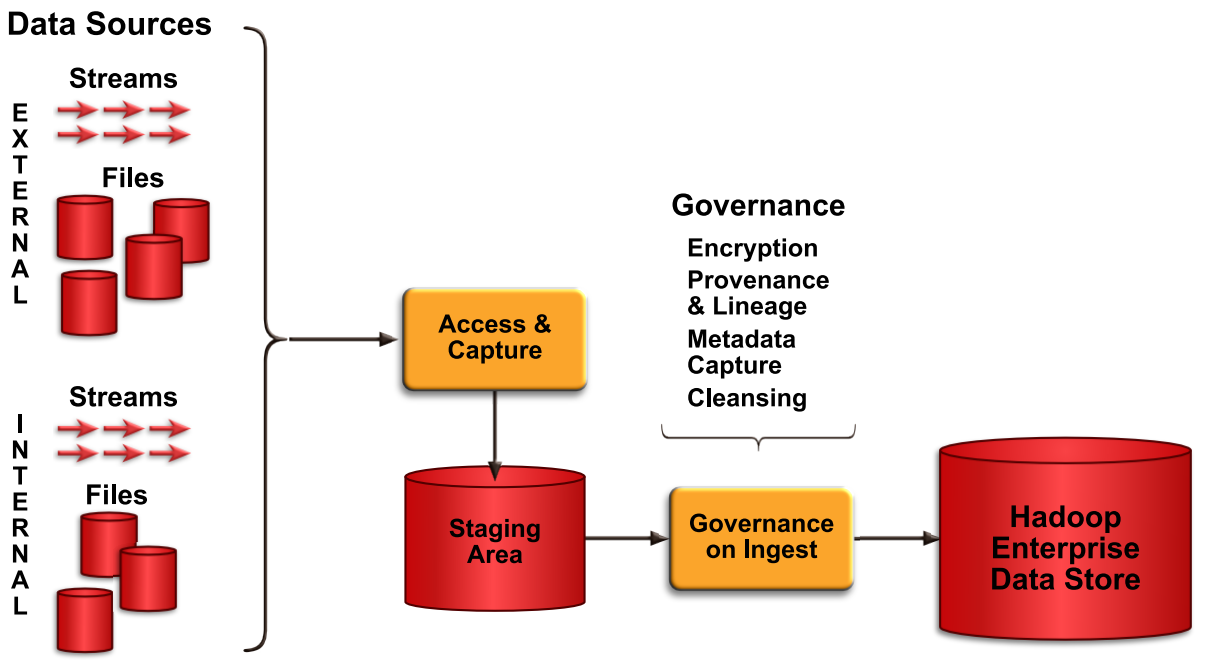 Data Sources
EXTERNAL
Streams
Files
INTERNAL
Streams
Files
Access &
Capture
Staging
Area
Governance
Encryption
Provenance
& Lineage
Metadata
Capture
Cleansing
Governance
on Ingest
Hadoop
Enterprise
Data Store